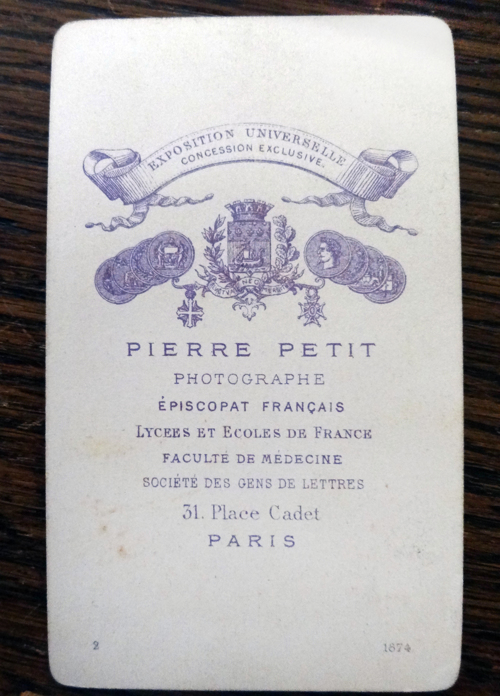 EXPOSITION UNIVERSELLE
CONCESSION EXCLUSIVE.
PIERRE PETIT
PHOTOGRAPHE
ÉPISCOPAT FRANÇAIS
LYCEES ET ECOLES DE FRANCE
FACULTÉ DE MÉDECINE
SOCIÉTÉ DES GENS DE LETTRES
31. Place Cadet
PARIS
2
1874